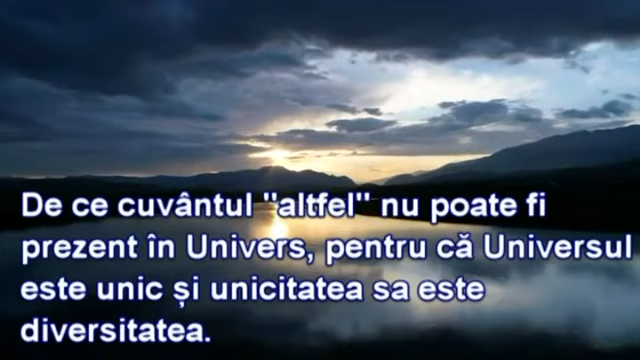 De ce cuvântul "altfel" nu poate fi
prezent în Univers, pentru că Universul
este unic și unicitatea sa este
diversitatea.